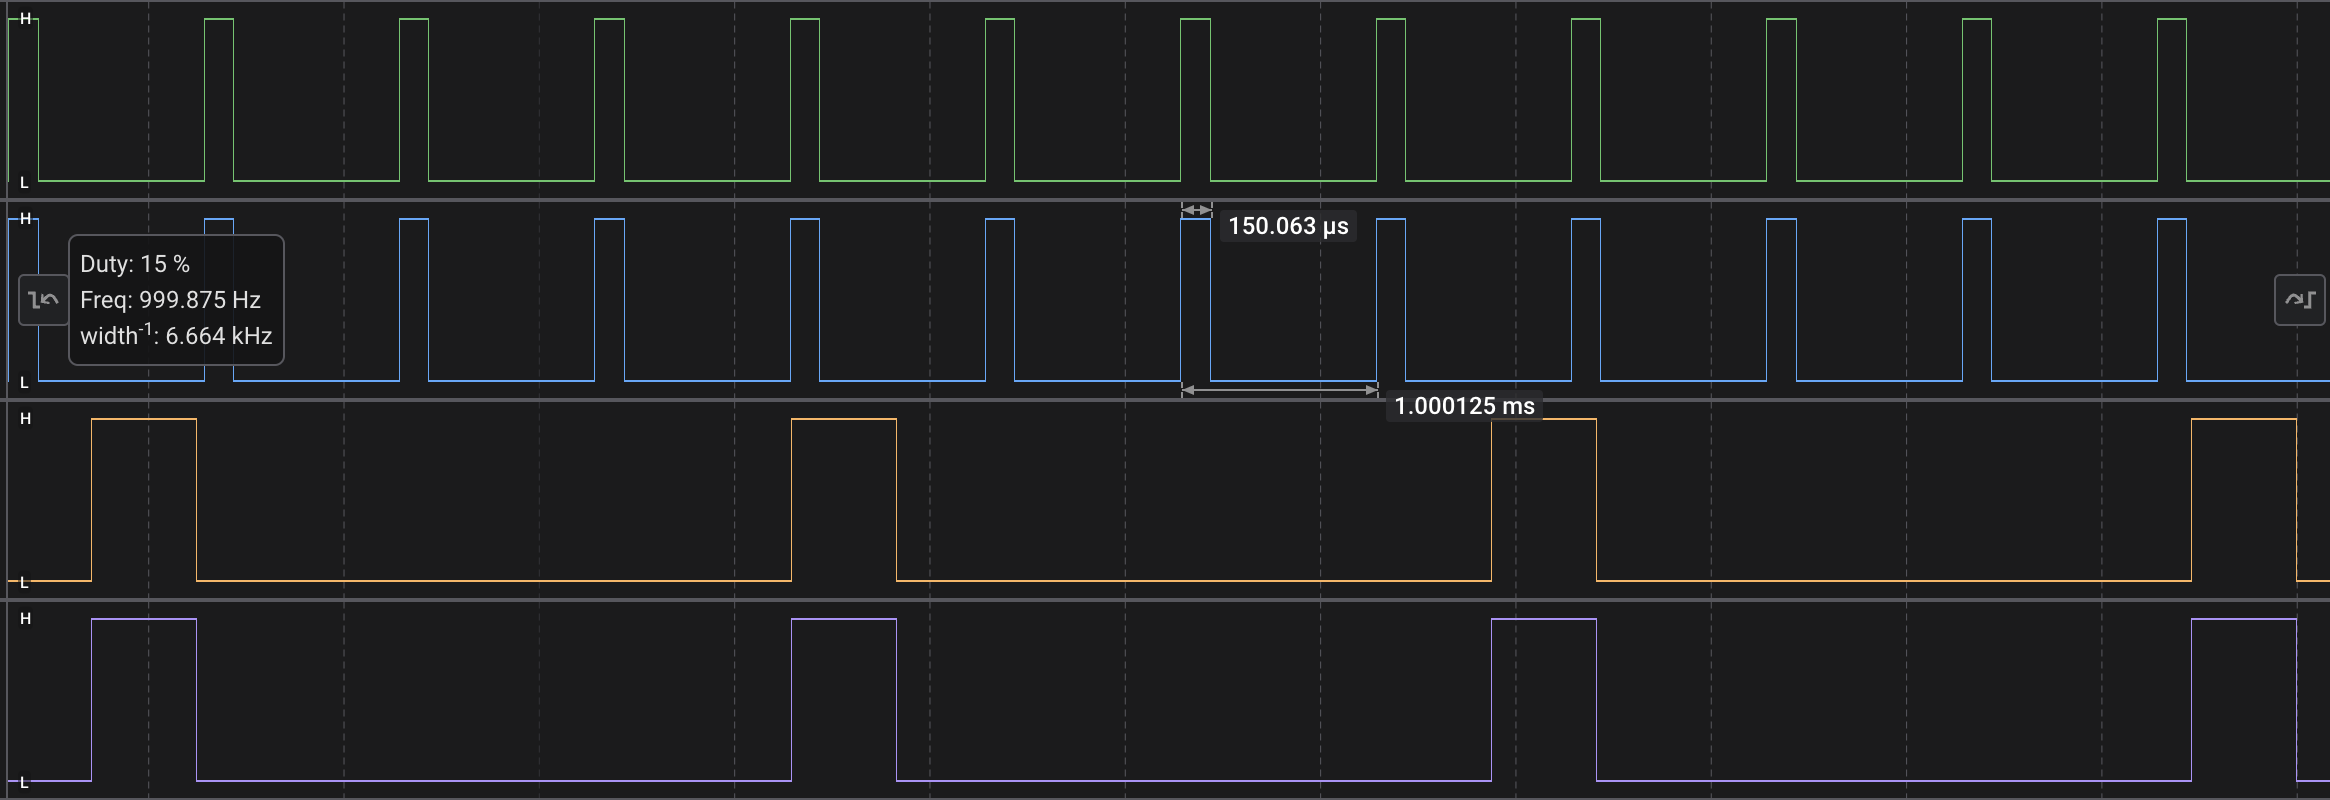 H
L
H
150.063 µs
Duty: 15 %
Freq: 999.875 Hz
width-1: 6.664 kHz
L
1.000125 ms
H
L
H
L